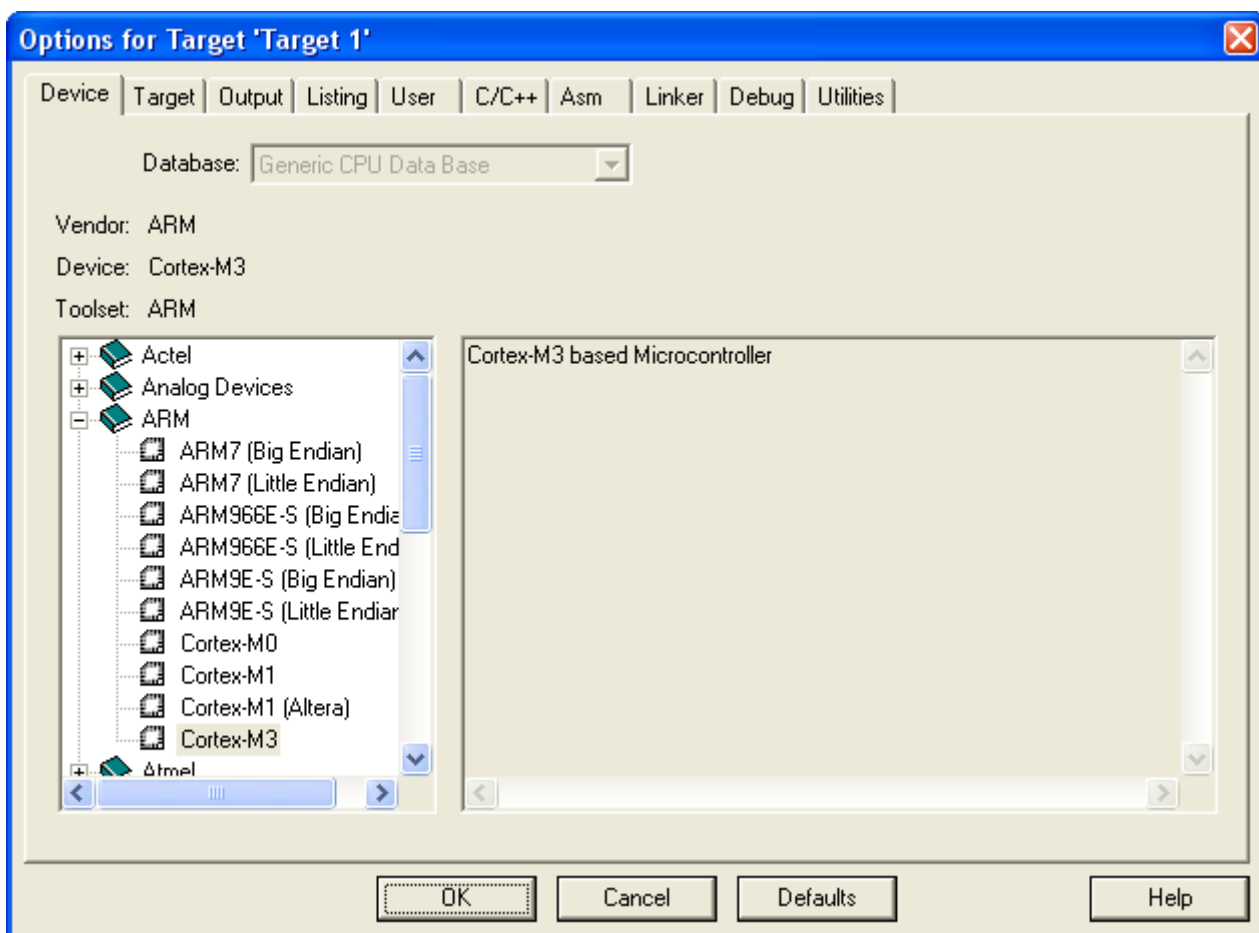 Options for Target 'Target 1'
Device Target Output Listing User C/C++ Asm Linker Debug Utilities
Database: Generic CPU Data Base
Vendor: ARM
Device: Cortex-M3
Toolset: ARM
Actel
Analog Devices
ARM
ARM7 (Big Endian)
ARM7 (Little Endian)
ARM966E-S (Big Endia
ARM966E-S (Little End
ARM9E-S (Big Endian)
ARM9E-S (Little Endiar
Cortex-M0
Cortex-M1
Cortex-M1 (Altera)
Cortex-M3
Atmel
Cortex-M3 based Microcontroller
OK Cancel Defaults Help